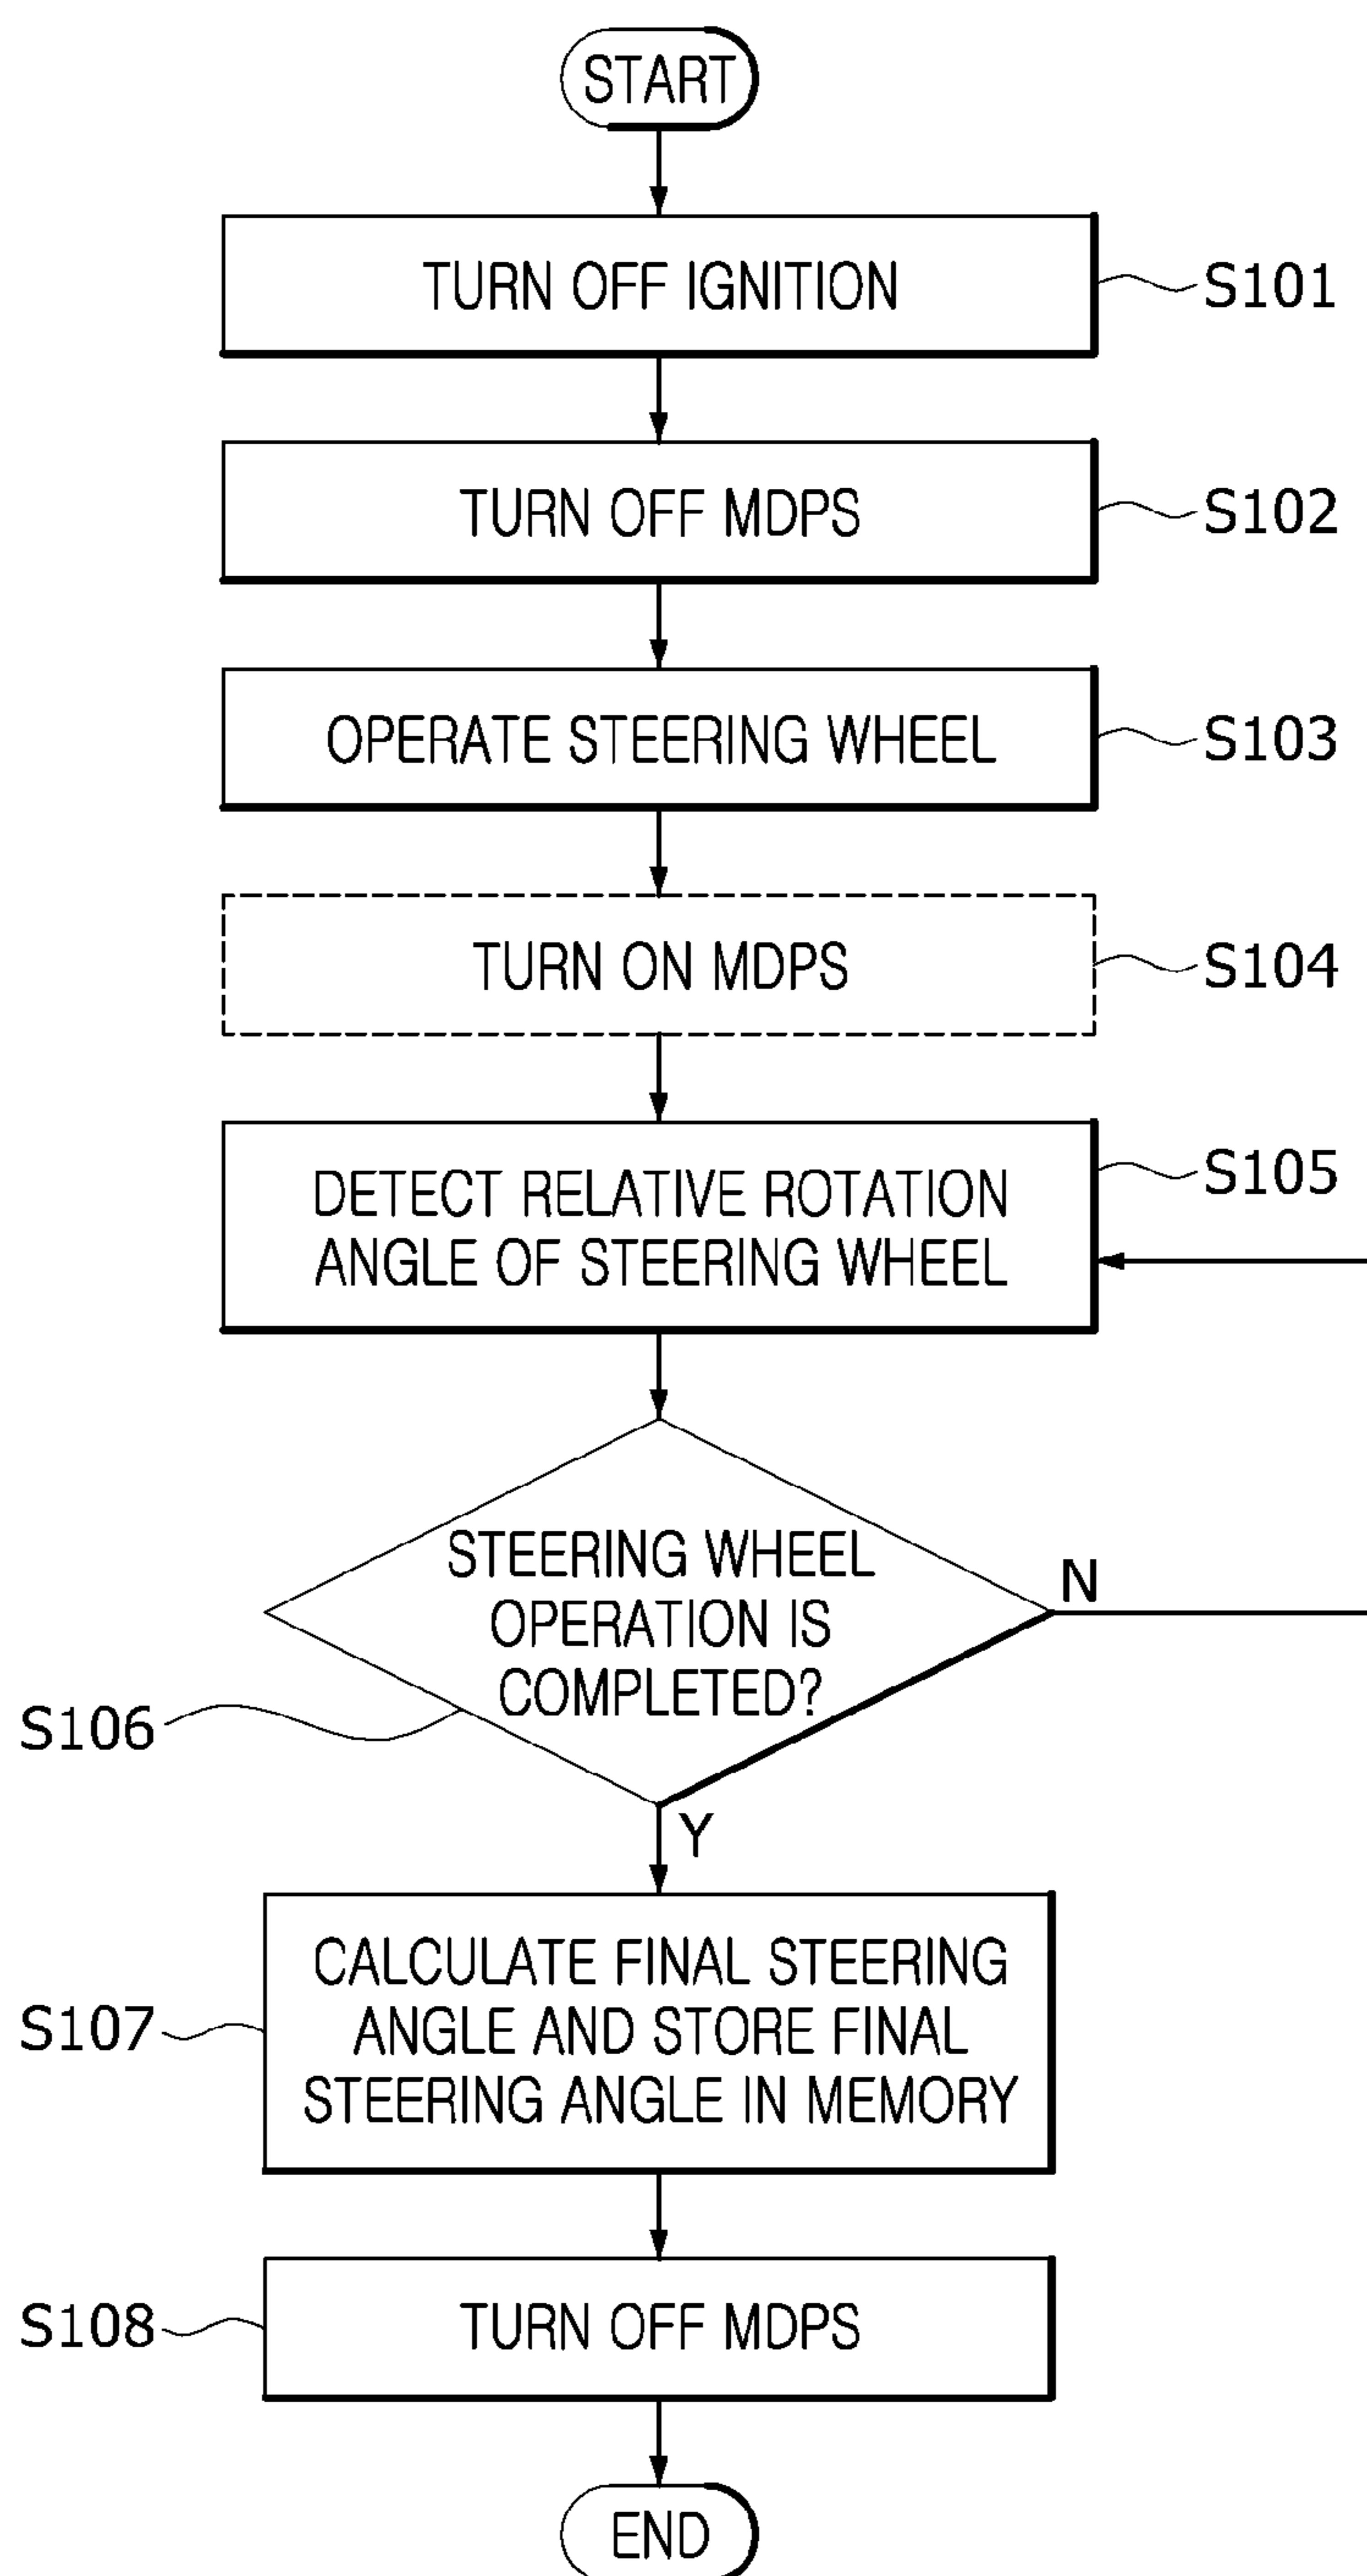 START
TURN OFF IGNITION
S101
TURN OFF MDPS
S102
OPERATE STEERING WHEEL
S103
TURN ON MDPS
S104
DETECT RELATIVE ROTATION
ANGLE OF STEERING WHEEL
S105
STEERING WHEEL
OPERATION IS
COMPLETED?
N
S106
Y
CALCULATE FINAL STEERING
ANGLE AND STORE FINAL
STEERING ANGLE IN MEMORY
S107
TURN OFF MDPS
S108
END